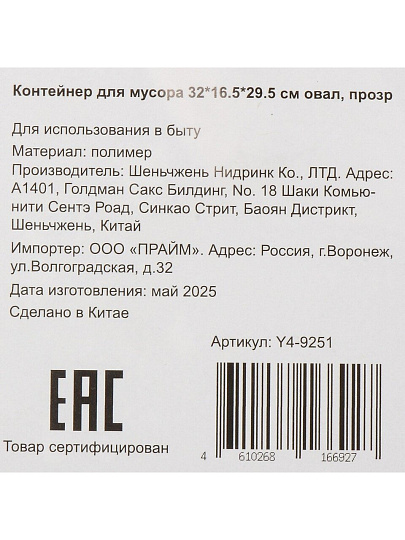 Контейнер для мусора 32*16.5*29.5 см овал, прозр
Для использования в быту
Материал: полимер
Производитель: Шеньчжень Нидринк Ко., ЛТД. Адрес:
А1401, Голдман Сакс Билдинг, No. 18 Шаки Комью-
нити Сентэ Роад, Синкао Стрит, Баоян Дистрикт,
Шеньчжень, Китай
Импортер: ООО «ПРАЙМ». Адрес: Россия, г.Воронеж,
ул.Волгоградская, д.32
Дата изготовления: май 2025
Сделано в Китае
Артикул: Y4-9251
EAC
Товар сертифицирован
4 610268 166927